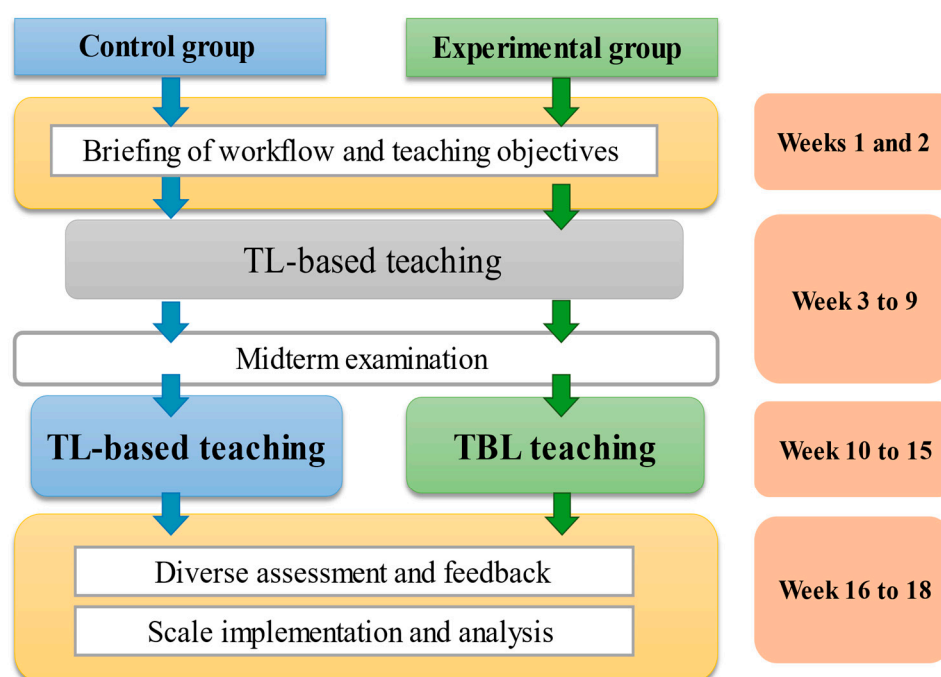 Control group
Experimental group
Briefing of workflow and teaching objectives
Weeks 1 and 2
TL-based teaching
Week 3 to 9
Midterm examination
TL-based teaching
TBL teaching
Week 10 to 15
Diverse assessment and feedback
Scale implementation and analysis
Week 16 to 18